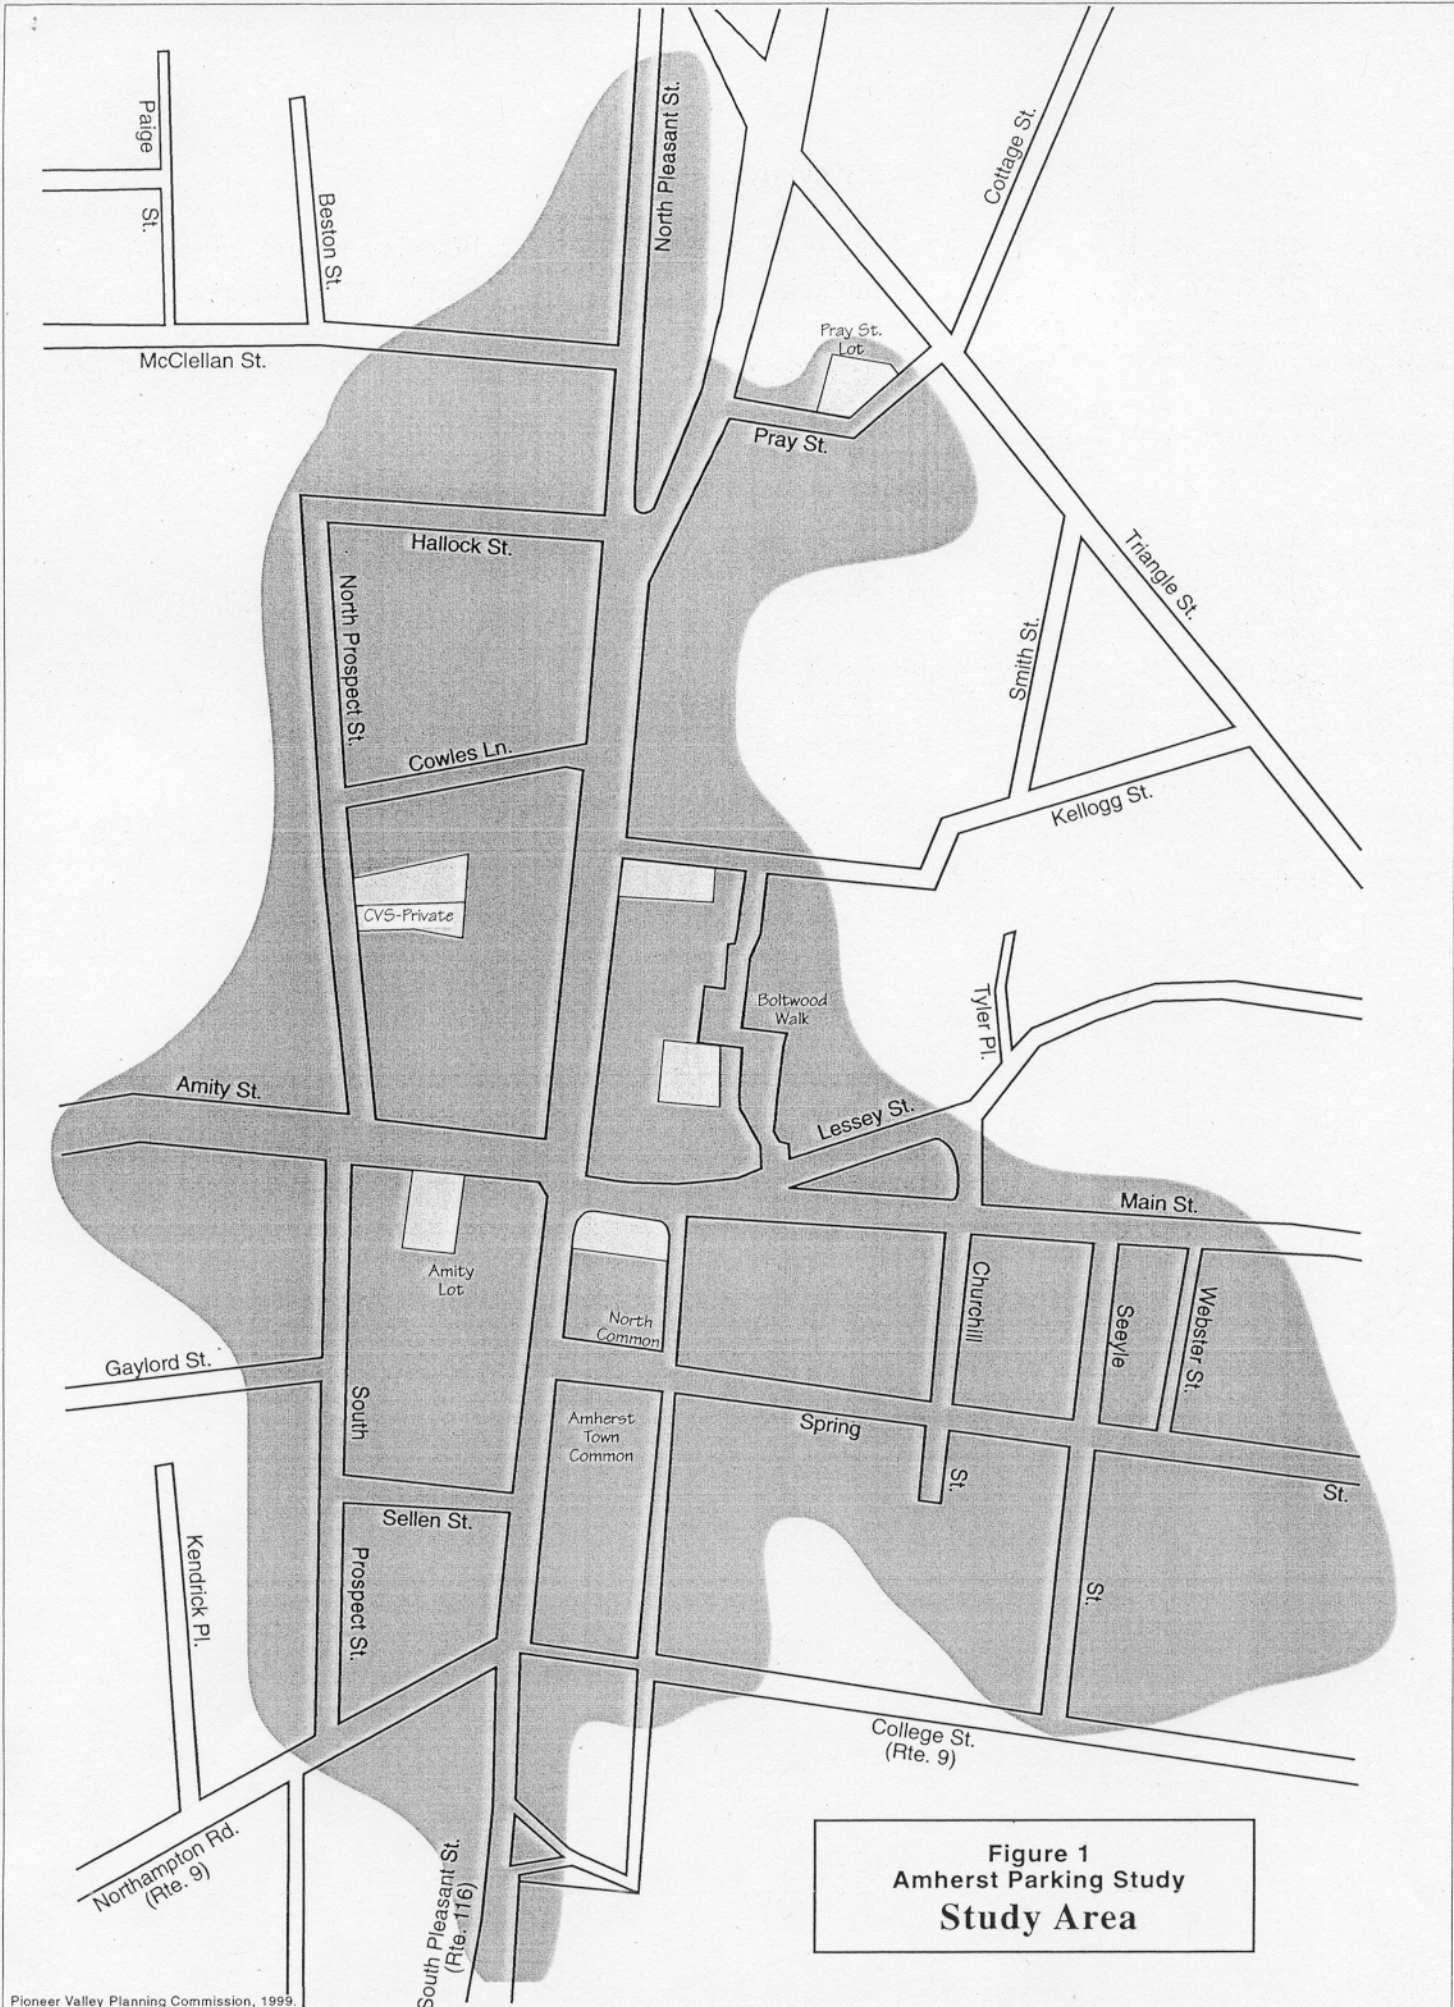 Paige
St.
Beston St.
North Pleasant St.
Cottage St.
McClellan St.
Pray St.
Lot
Pray St.
Hallock St.
North Prospect St.
Triangle St.
Smith St.
Cowles Ln.
Kellogg St.
CVS-Private
Boltwood
Walk
Tyler Pl.
Amity St.
Lessey St.
Main St.
Amity
Lot
North
Common
Churchill
Seeyle
Webster St.
Gaylord St.
South
Amherst
Town
Common
Spring
St.
St.
Sellen St.
Kendrick Pl.
Prospect St.
St.
College St.
(Rte. 9)
Northampton Rd.
(Rte. 9)
South Pleasant St.
(Rte. 116)
Figure 1
Amherst Parking Study
Study Area
Pioneer Valley Planning Commission, 1999.